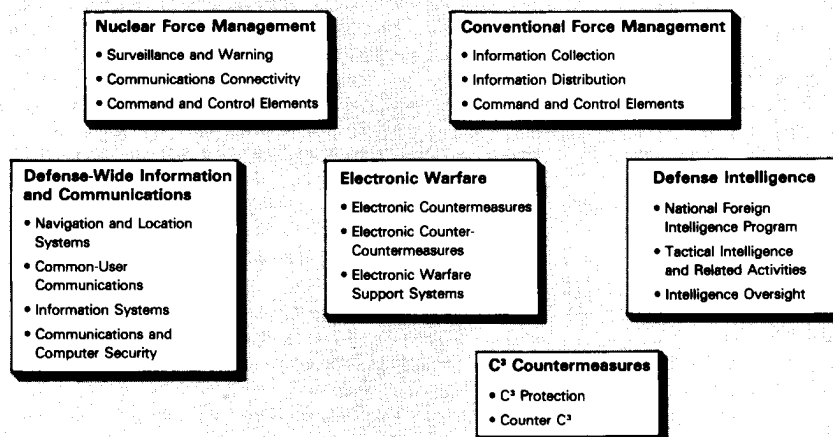 Nuclear Force Management
• Surveillance and Warning
• Communications Connectivity
• Command and Control Elements
Conventional Force Management
• Information Collection
• Information Distribution
• Command and Control Elements
Defense-Wide Information
and Communications
• Navigation and Location
Systems
• Common-User
Communications
• Information Systems
• Communications and
Computer Security
Electronic Warfare
• Electronic Countermeasures
• Electronic Counter-
Countermeasures
• Electronic Warfare
Support Systems
Defense Intelligence
• National Foreign
Intelligence Program
• Tactical Intelligence
and Related Activities
• Intelligence Oversight
C³ Countermeasures
• C³ Protection
• Counter C³